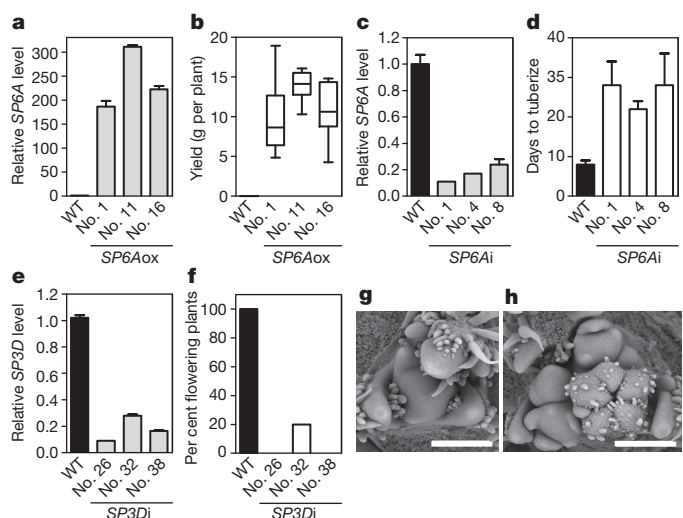 a
Relative SP6A level
300
250
200
150
100
50
0
WT
No. 1
No. 11
No. 16
SP6Aox
b
Yield (g per plant)
20
15
10
5
0
WT
No. 1
No. 11
No. 16
SP6Aox
c
Relative SP6A level
1.2
1.0
0.8
0.6
0.4
0.2
0.0
WT
No. 1
No. 4
No. 8
SP6Ai
d
Days to tuberize
40
35
20
10
0
WT
No. 1
No. 4
No. 8
SP6Ai
e
Relative SP3D level
1.2
1.0
0.8
0.6
0.4
0.2
0.0
WT
No. 26
No. 32
No. 38
SP3Di
f
Per cent flowering plants
100
80
60
40
20
0
WT
No. 26
No. 32
No. 38
SP3Di
g
h